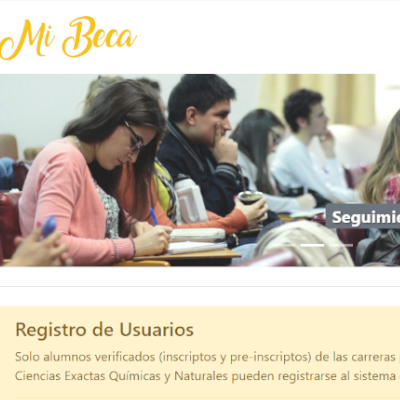 Mi Beca
Registro de Usuarios
Solo alumnos verificados (inscriptos y pre-inscriptos) de las carreras
Ciencias Exactas Químicas y Naturales pueden registrarse al sistema